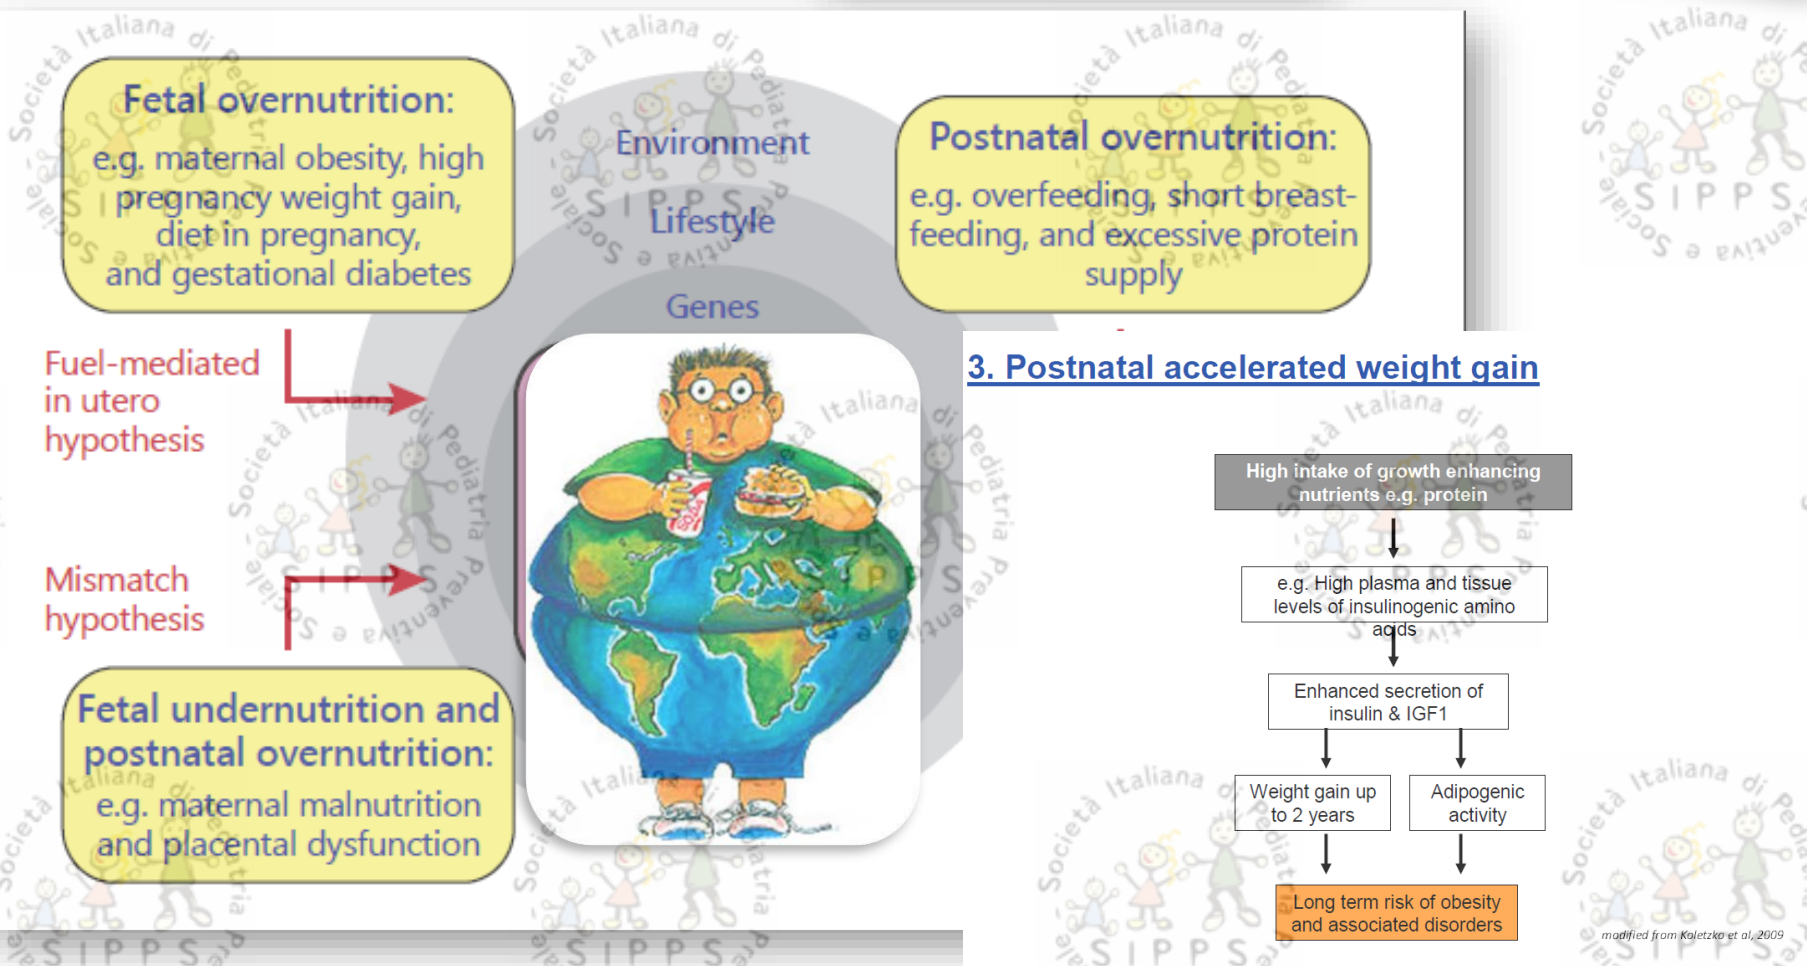 Fetal overnutrition:
e.g. maternal obesity, high
pregnancy weight gain,
diet in pregnancy,
and gestational diabetes
Environment
Lifestyle
Genes
Postnatal overnutrition:
e.g. overfeeding, short breast-
feeding, and excessive protein
supply
Fuel-mediated
in utero
hypothesis
Mismatch
hypothesis
Fetal undernutrition and
postnatal overnutrition:
e.g. maternal malnutrition
and placental dysfunction
3. Postnatal accelerated weight gain
High intake of growth enhancing
nutrients e.g. protein
e.g. High plasma and tissue
levels of insulinogenic amino
acids
Enhanced secretion of
insulin & IGF1
Weight gain up
to 2 years
Adipogenic
activity
Long term risk of obesity
and associated disorders
modified from Koletzko et al, 2009
Società Italiana di Pediatria Preventiva e Sociale
SIPPS